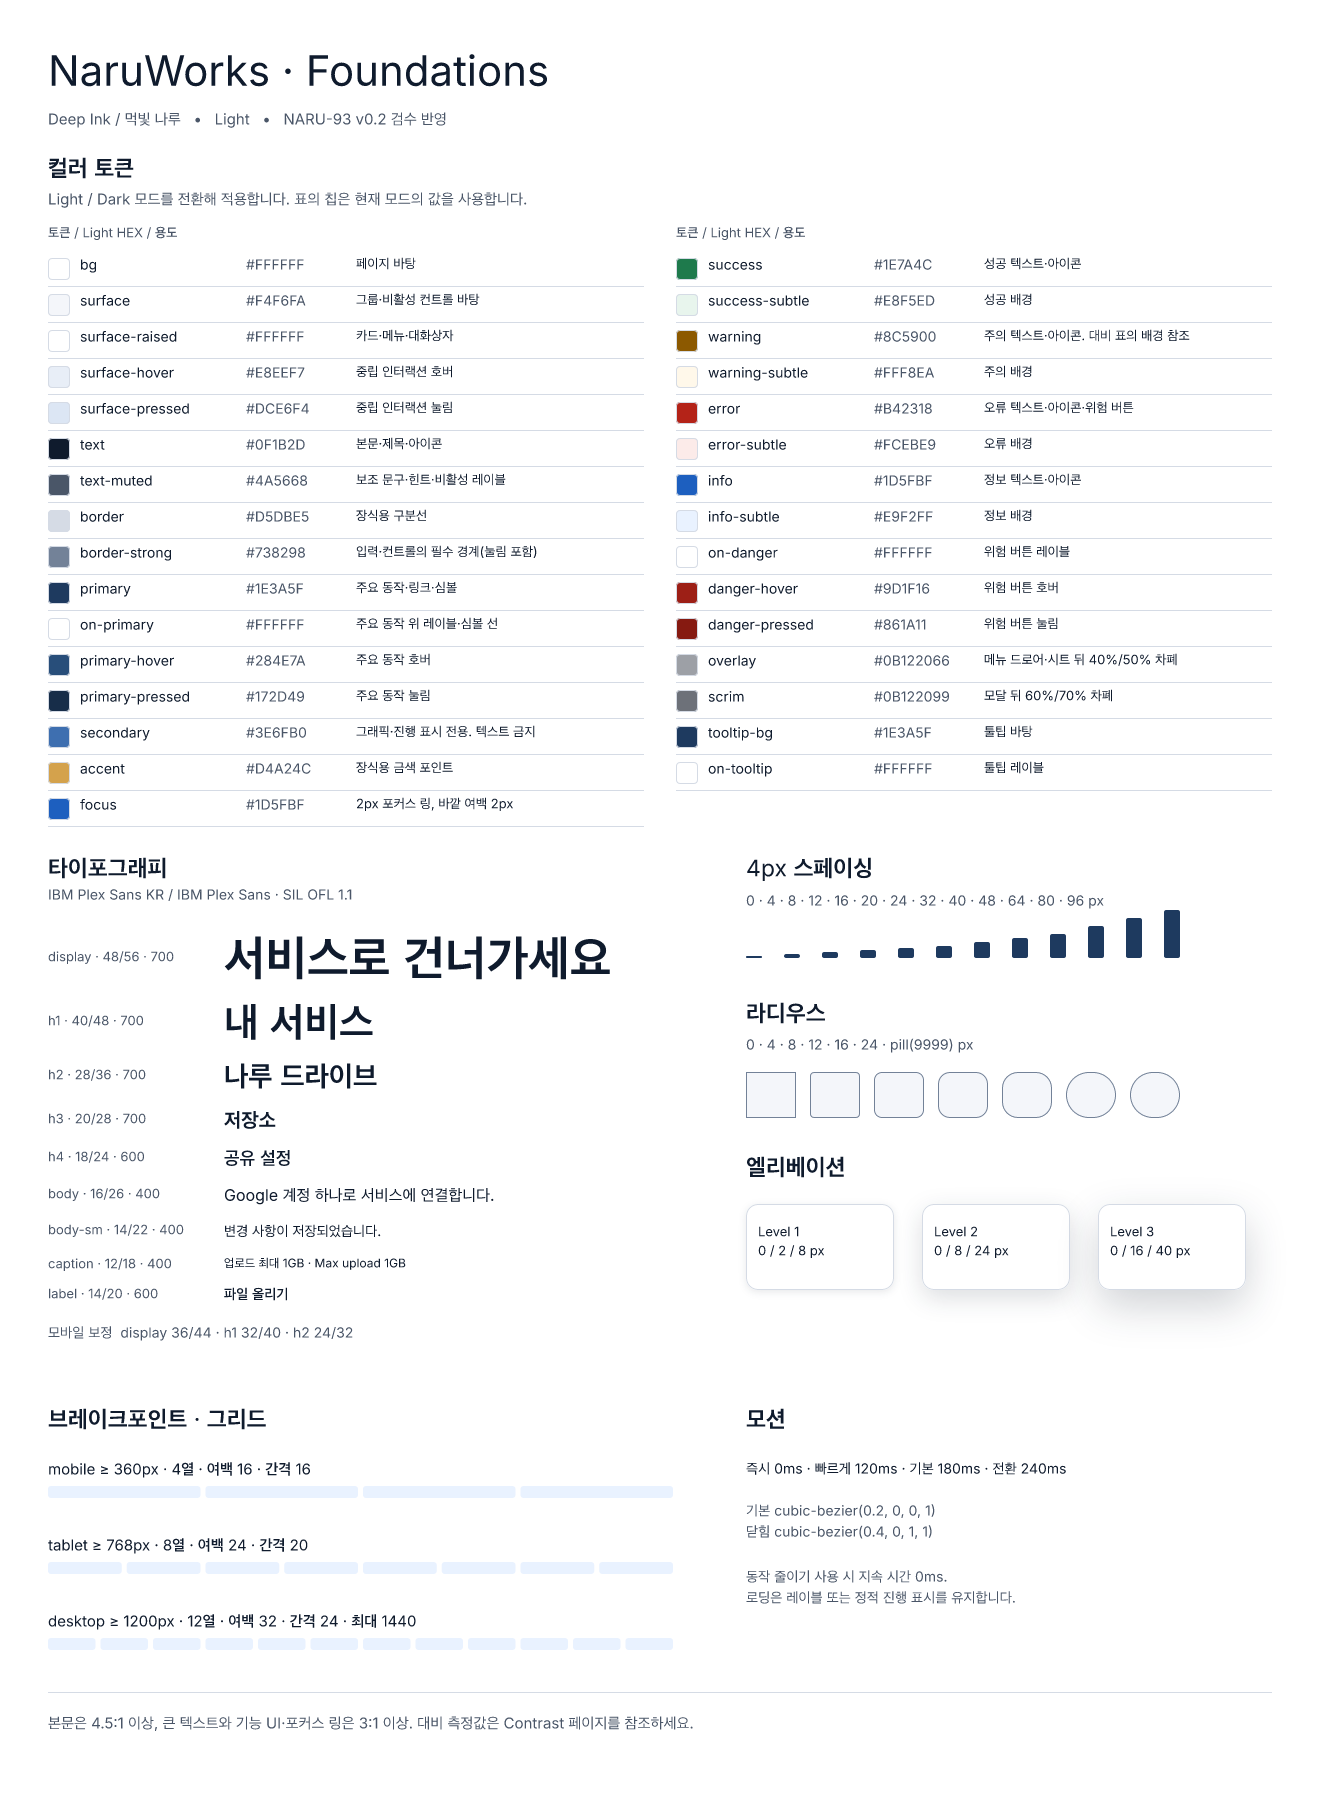 NaruWorks · Foundations
Deep Ink / 먹빛 나루 • Light • NARU-93 v0.2 검수 반영
컬러 토큰
Light / Dark 모드를 전환해 적용합니다. 표의 칩은 현재 모드의 값을 사용합니다.
토큰 / Light HEX / 용도
bg #FFFFFF 페이지 바탕
surface #F4F6FA 그룹·비활성 컨트롤 바탕
surface-raised #FFFFFF 카드·메뉴·대화상자
surface-hover #E8EEF7 중립 인터랙션 호버
surface-pressed #DCE6F4 중립 인터랙션 눌림
text #0F1B2D 본문·제목·아이콘
text-muted #4A5668 보조 문구·힌트·비활성 레이블
border #D5DBE5 장식용 구분선
border-strong #738298 입력·컨트롤의 필수 경계(눌림 포함)
primary #1E3A5F 주요 동작·링크·심볼
on-primary #FFFFFF 주요 동작 위 레이블·심볼 선
primary-hover #284E7A 주요 동작 호버
primary-pressed #172D49 주요 동작 눌림
secondary #3E6FB0 그래픽·진행 표시 전용. 텍스트 금지
accent #D4A24C 장식용 금색 포인트
focus #1D5FBF 2px 포커스 링, 바깥 여백 2px
토큰 / Light HEX / 용도
success #1E7A4C 성공 텍스트·아이콘
success-subtle #E8F5ED 성공 배경
warning #8C5900 주의 텍스트·아이콘. 대비 표의 배경 참조
warning-subtle #FFF8EA 주의 배경
error #B42318 오류 텍스트·아이콘·위험 버튼
error-subtle #FCEBE9 오류 배경
info #1D5FBF 정보 텍스트·아이콘
info-subtle #E9F2FF 정보 배경
on-danger #FFFFFF 위험 버튼 레이블
danger-hover #9D1F16 위험 버튼 호버
danger-pressed #861A11 위험 버튼 눌림
overlay #0B122066 메뉴 드로어·시트 뒤 40%/50% 차폐
scrim #0B122099 모달 뒤 60%/70% 차폐
tooltip-bg #1E3A5F 툴팁 바탕
on-tooltip #FFFFFF 툴팁 레이블
타이포그래피
IBM Plex Sans KR / IBM Plex Sans · SIL OFL 1.1
display · 48/56 · 700 서비스로 건너가세요
h1 · 40/48 · 700 내 서비스
h2 · 28/36 · 700 나루 드라이브
h3 · 20/28 · 700 저장소
h4 · 18/24 · 600 공유 설정
body · 16/26 · 400 Google 계정 하나로 서비스에 연결합니다.
body-sm · 14/22 · 400 변경 사항이 저장되었습니다.
caption · 12/18 · 400 업로드 최대 1GB · Max upload 1GB
label · 14/20 · 600 파일 올리기
모바일 보정 display 36/44 · h1 32/40 · h2 24/32
4px 스페이싱
0 · 4 · 8 · 12 · 16 · 20 · 24 · 32 · 40 · 48 · 64 · 80 · 96 px
라디우스
0 · 4 · 8 · 12 · 16 · 24 · pill(9999) px
엘리베이션
Level 1
0 / 2 / 8 px
Level 2
0 / 8 / 24 px
Level 3
0 / 16 / 40 px
브레이크포인트 · 그리드
mobile ≥ 360px · 4열 · 여백 16 · 간격 16
tablet ≥ 768px · 8열 · 여백 24 · 간격 20
desktop ≥ 1200px · 12열 · 여백 32 · 간격 24 · 최대 1440
모션
즉시 0ms · 빠르게 120ms · 기본 180ms · 전환 240ms
기본 cubic-bezier(0.2, 0, 0, 1)
닫힘 cubic-bezier(0.4, 0, 1, 1)
동작 줄이기 사용 시 지속 시간 0ms.
로딩은 레이블 또는 정적 진행 표시를 유지합니다.
본문은 4.5:1 이상, 큰 텍스트와 기능 UI·포커스 링은 3:1 이상. 대비 측정값은 Contrast 페이지를 참조하세요.